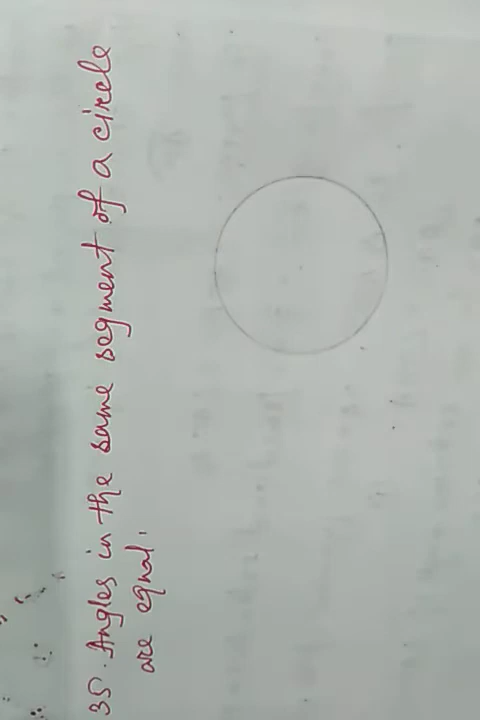 35. Angles in the same segment of a circle
are equal.